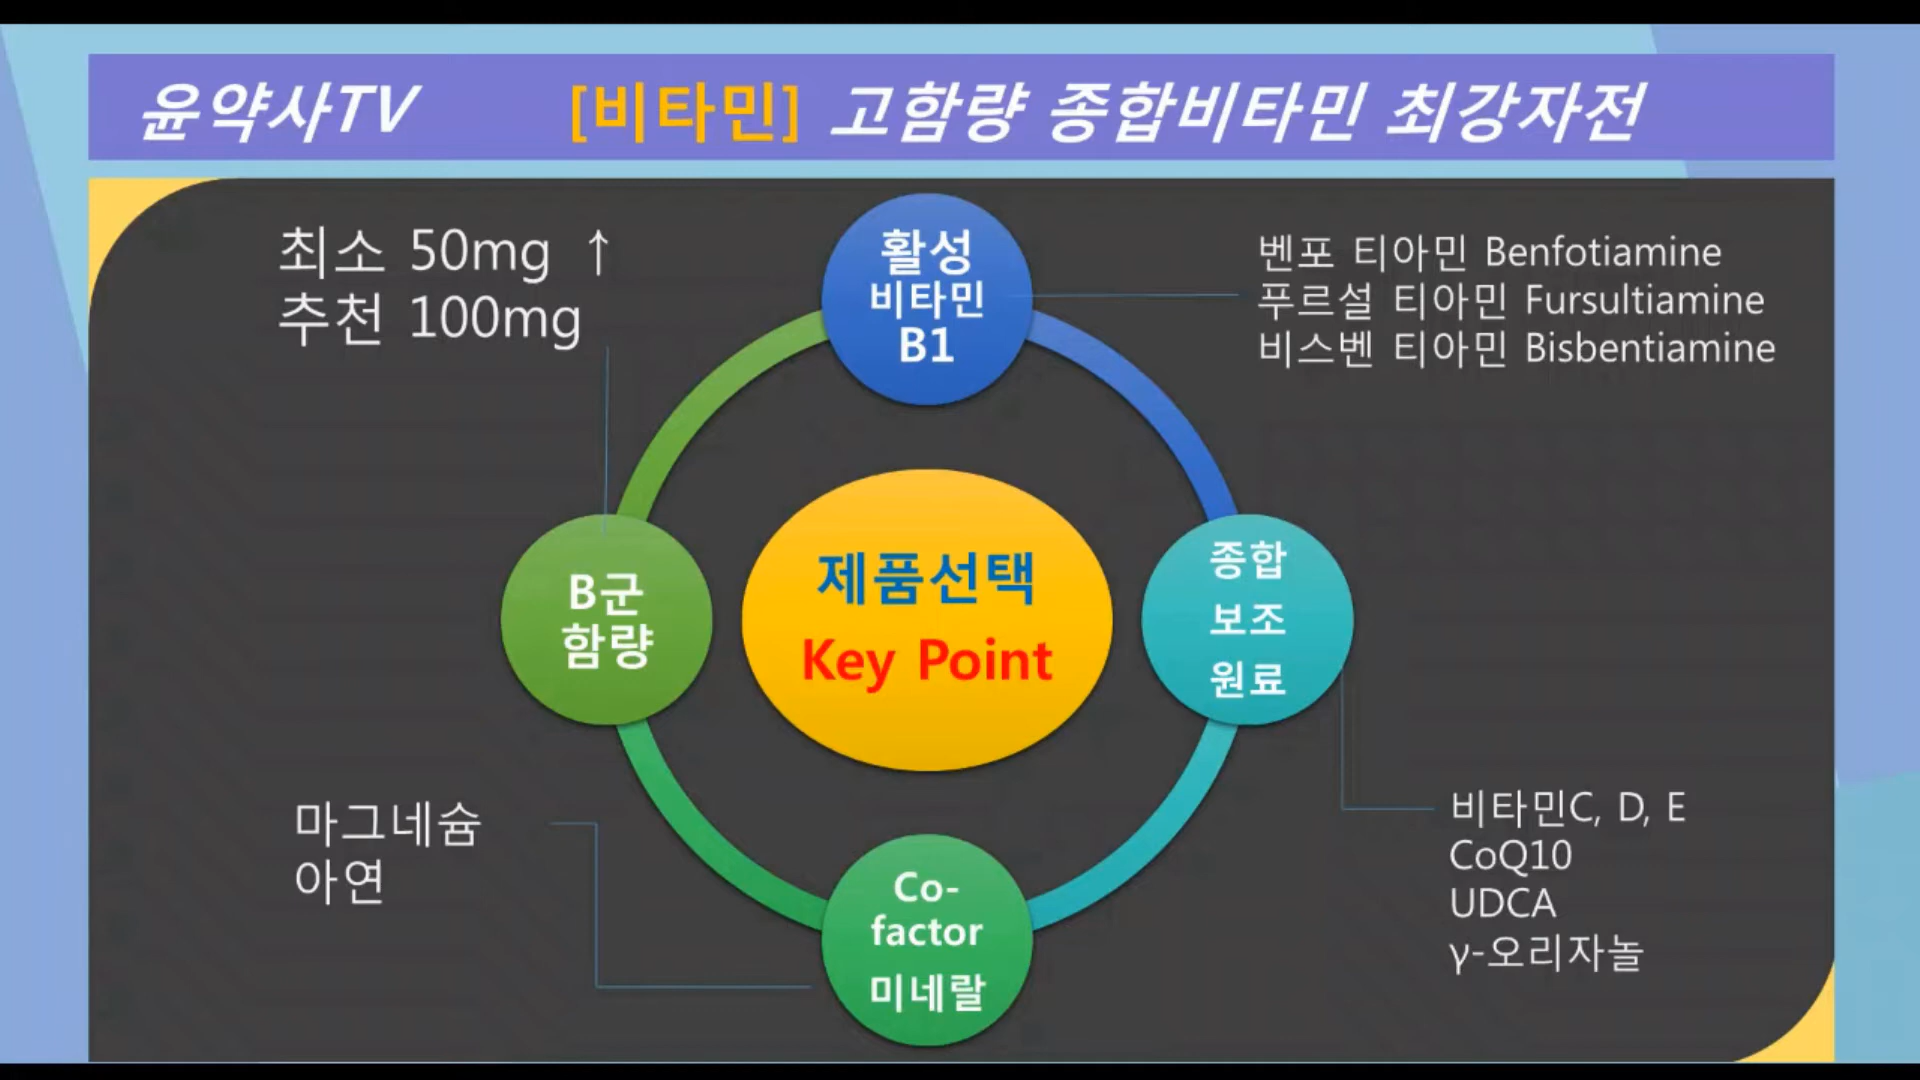 윤약사TV
[비타민] 고함량 종합비타민 최강자전
최소 50mg ↑
추천 100mg
활성
비타민
B1
벤포 티아민 Benfotiamine
푸르설 티아민 Fursultiamine
비스벤 티아민 Bisbentiamine
B군
함량
제품선택
Key Point
종합
보조
원료
마그네슘
아연
Co-
factor
미네랄
비타민C, D, E
CoQ10
UDCA
γ-오리자놀